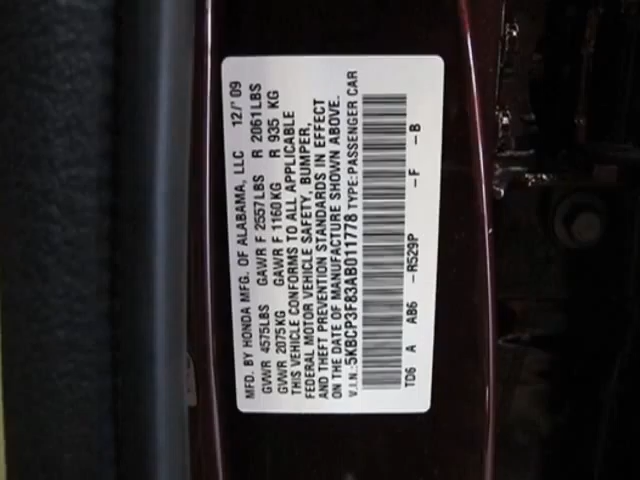 MFD. BY HONDA MFG. OF ALABAMA, LLC 12/'09
GVWR 4575LBS GAWR F 2557LBS R 2061LBS
GVWR 2075KG GAWR F 1160KG R 935 KG
THIS VEHICLE CONFORMS TO ALL APPLICABLE
FEDERAL MOTOR VEHICLE SAFETY, BUMPER,
AND THEFT PREVENTION STANDARDS IN EFFECT
ON THE DATE OF MANUFACTURE SHOWN ABOVE.
V.I.N.: 5KBCP3F83AB011778 TYPE: PASSENGER CAR
TD6 A AB6 -R529P -F -B